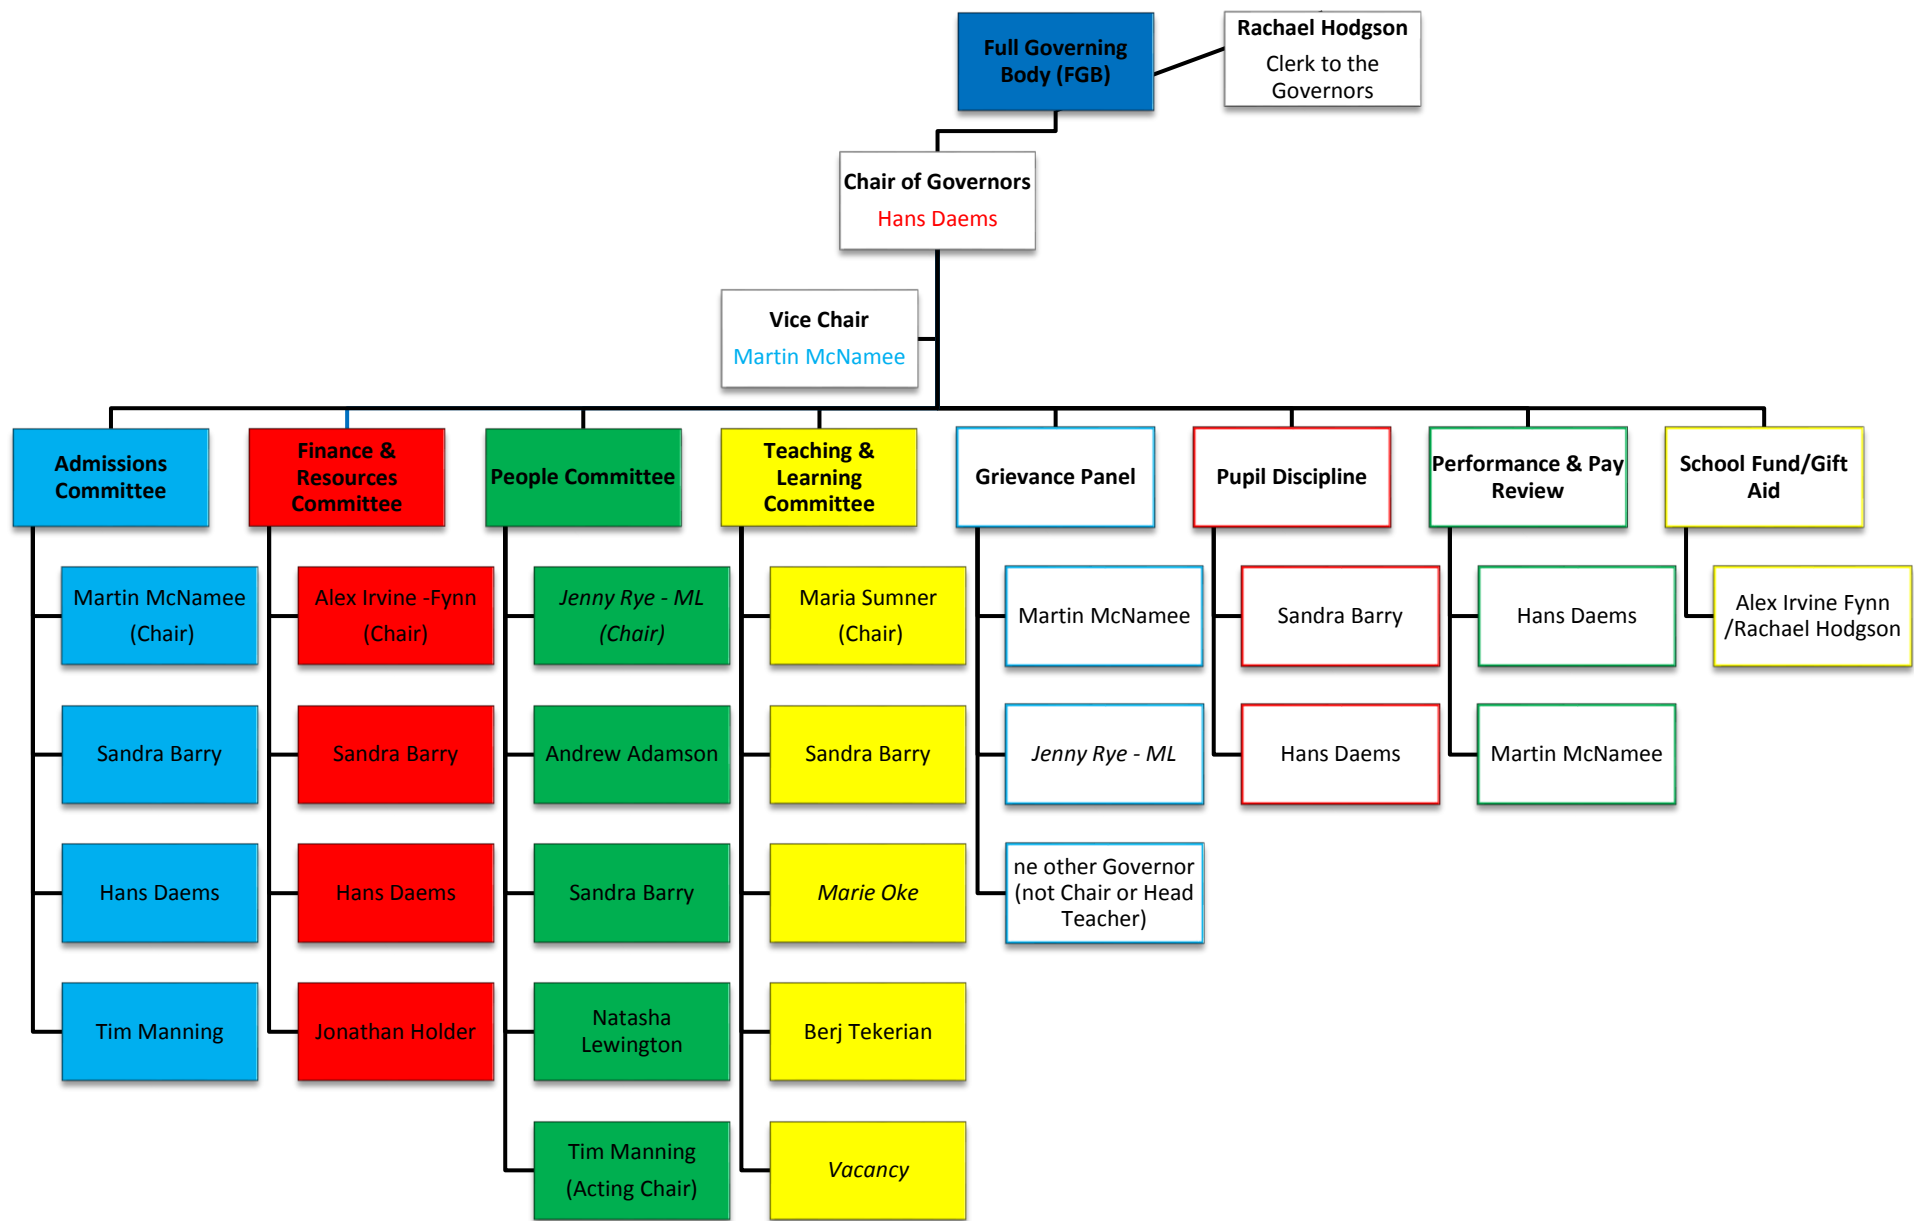 Full Governing
Body (FGB)
Rachael Hodgson
Clerk to the
Governors
Chair of Governors
Hans Daems
Vice Chair
Martin McNamee
Admissions
Committee
Martin McNamee
(Chair)
Sandra Barry
Hans Daems
Tim Manning
Finance &
Resources
Committee
Alex Irvine -Fynn
(Chair)
Sandra Barry
Hans Daems
Jonathan Holder
People Committee
Jenny Rye - ML
(Chair)
Andrew Adamson
Sandra Barry
Natasha
Lewington
Tim Manning
(Acting Chair)
Teaching &
Learning
Committee
Maria Sumner
(Chair)
Sandra Barry
Marie Oke
Berj Tekerian
Vacancy
Grievance Panel
Martin McNamee
Jenny Rye - ML
ne other Governor
(not Chair or Head
Teacher)
Pupil Discipline
Sandra Barry
Hans Daems
Performance & Pay
Review
Hans Daems
Martin McNamee
School Fund/Gift
Aid
Alex Irvine Fynn
/Rachael Hodgson